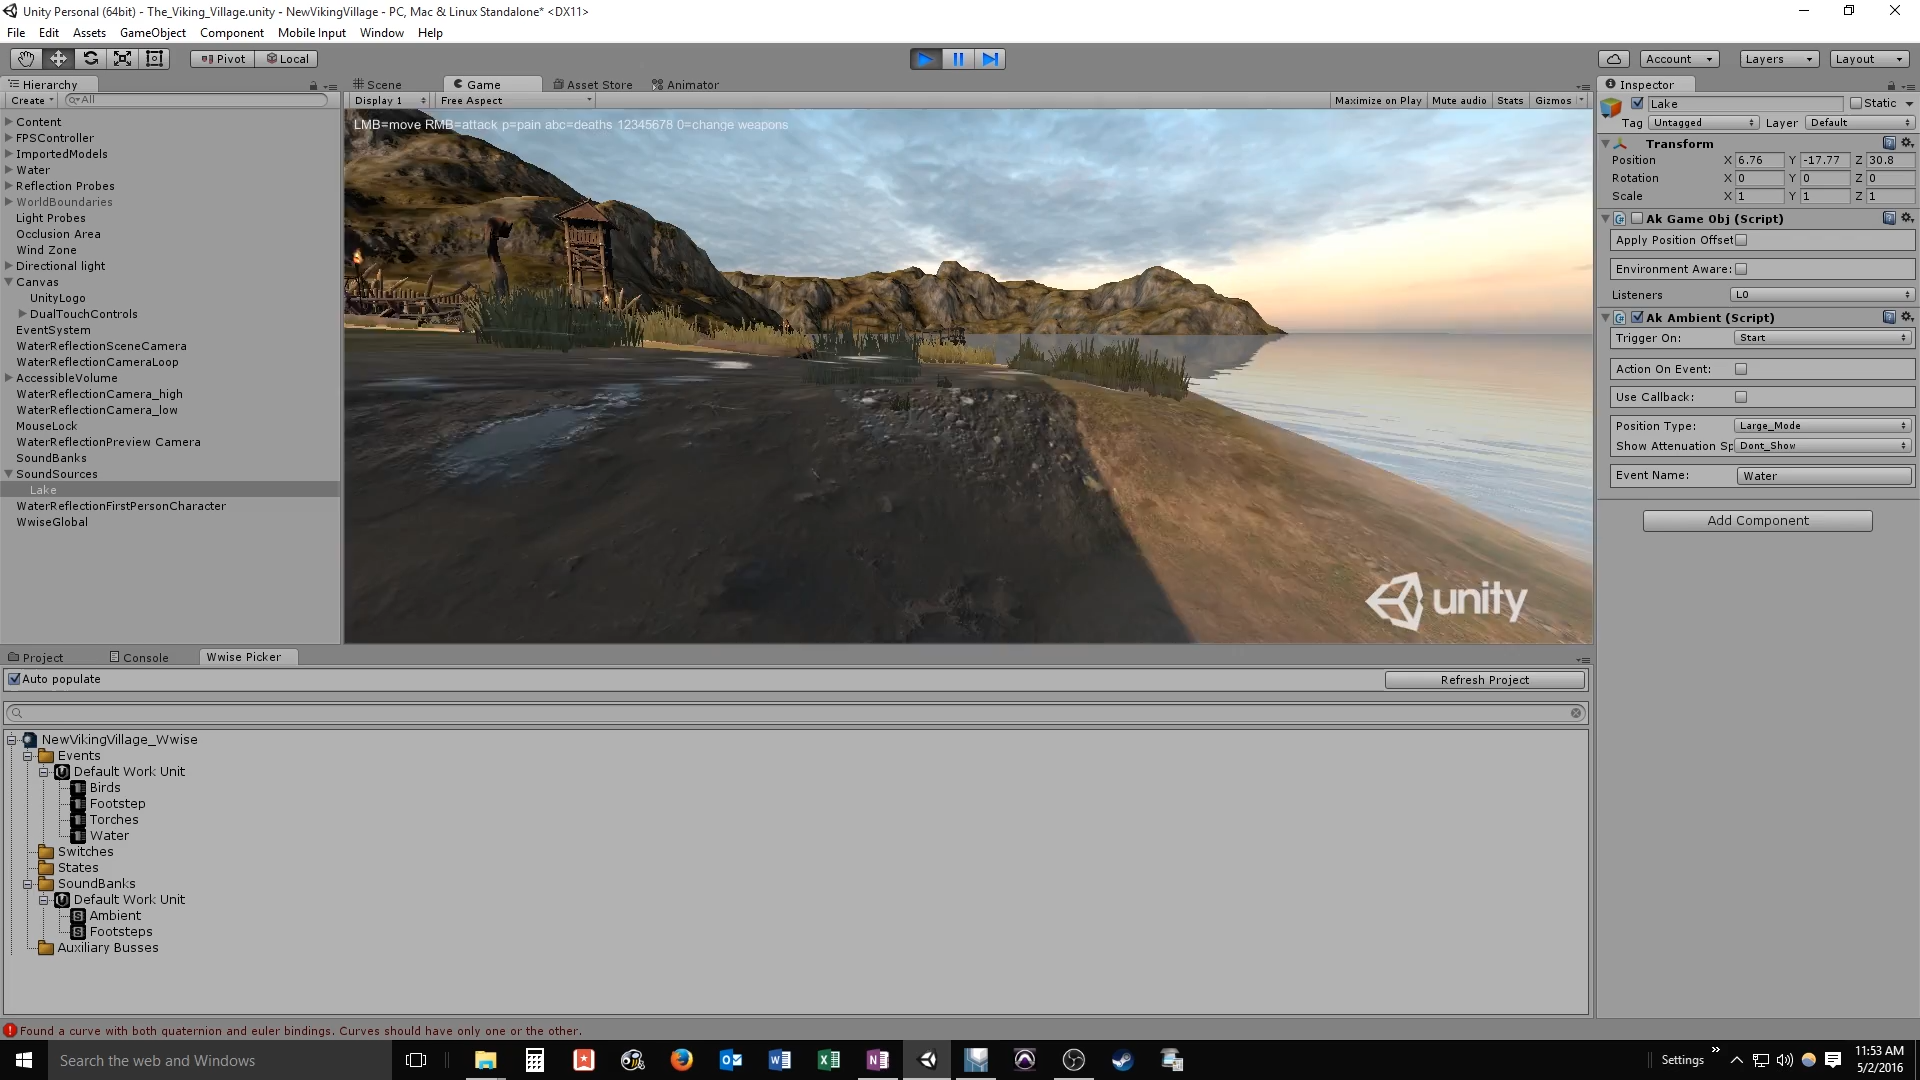 Unity Personal (64bit) - The_Viking_Village.unity - NewVikingVillage - PC, Mac & Linux Standalone* <DX11>
File Edit Assets GameObject Component Mobile Input Window Help
Pivot Local Account Layers Layout
Hierarchy Scene Game Asset Store Animator Inspector
Create All Display 1 Free Aspect Maximize on Play Mute audio Stats Gizmos
Lake Static
Tag Untagged Layer Default
LMB=move RMB=attack p=pain abc=deaths 12345678 0=change weapons
Content
FPSController
ImportedModels
Water
Reflection Probes
WorldBoundaries
Light Probes
Occlusion Area
Wind Zone
Directional light
Canvas
UnityLogo
DualTouchControls
EventSystem
WaterReflectionSceneCamera
WaterReflectionCameraLoop
AccessibleVolume
WaterReflectionCamera_high
WaterReflectionCamera_low
MouseLock
WaterReflectionPreview Camera
SoundBanks
SoundSources
Lake
WaterReflectionFirstPersonCharacter
WwiseGlobal
unity
Transform
Position X 6.76 Y -17.77 Z 30.8
Rotation X 0 Y 0 Z 0
Scale X 1 Y 1 Z 1
Ak Game Obj (Script)
Apply Position Offset
Environment Aware:
Listeners L0
Ak Ambient (Script)
Trigger On: Start
Action On Event:
Use Callback:
Position Type: Large_Mode
Show Attenuation Sp Dont_Show
Event Name: Water
Add Component
Project Console Wwise Picker
Auto populate Refresh Project
NewVikingVillage_Wwise
Events
Default Work Unit
Birds
Footstep
Torches
Water
Switches
States
SoundBanks
Default Work Unit
Ambient
Footsteps
Auxiliary Busses
Found a curve with both quaternion and euler bindings. Curves should have only one or the other.
Search the web and Windows
Settings
11:53 AM
5/2/2016